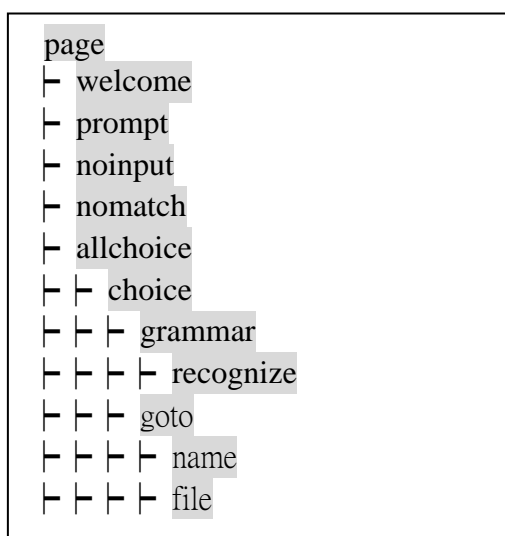 page
├ welcome
├ prompt
├ noinput
├ nomatch
├ allchoice
├ ├ choice
├ ├ ├ grammar
├ ├ ├ ├ recognize
├ ├ ├ goto
├ ├ ├ ├ name
├ ├ ├ ├ file